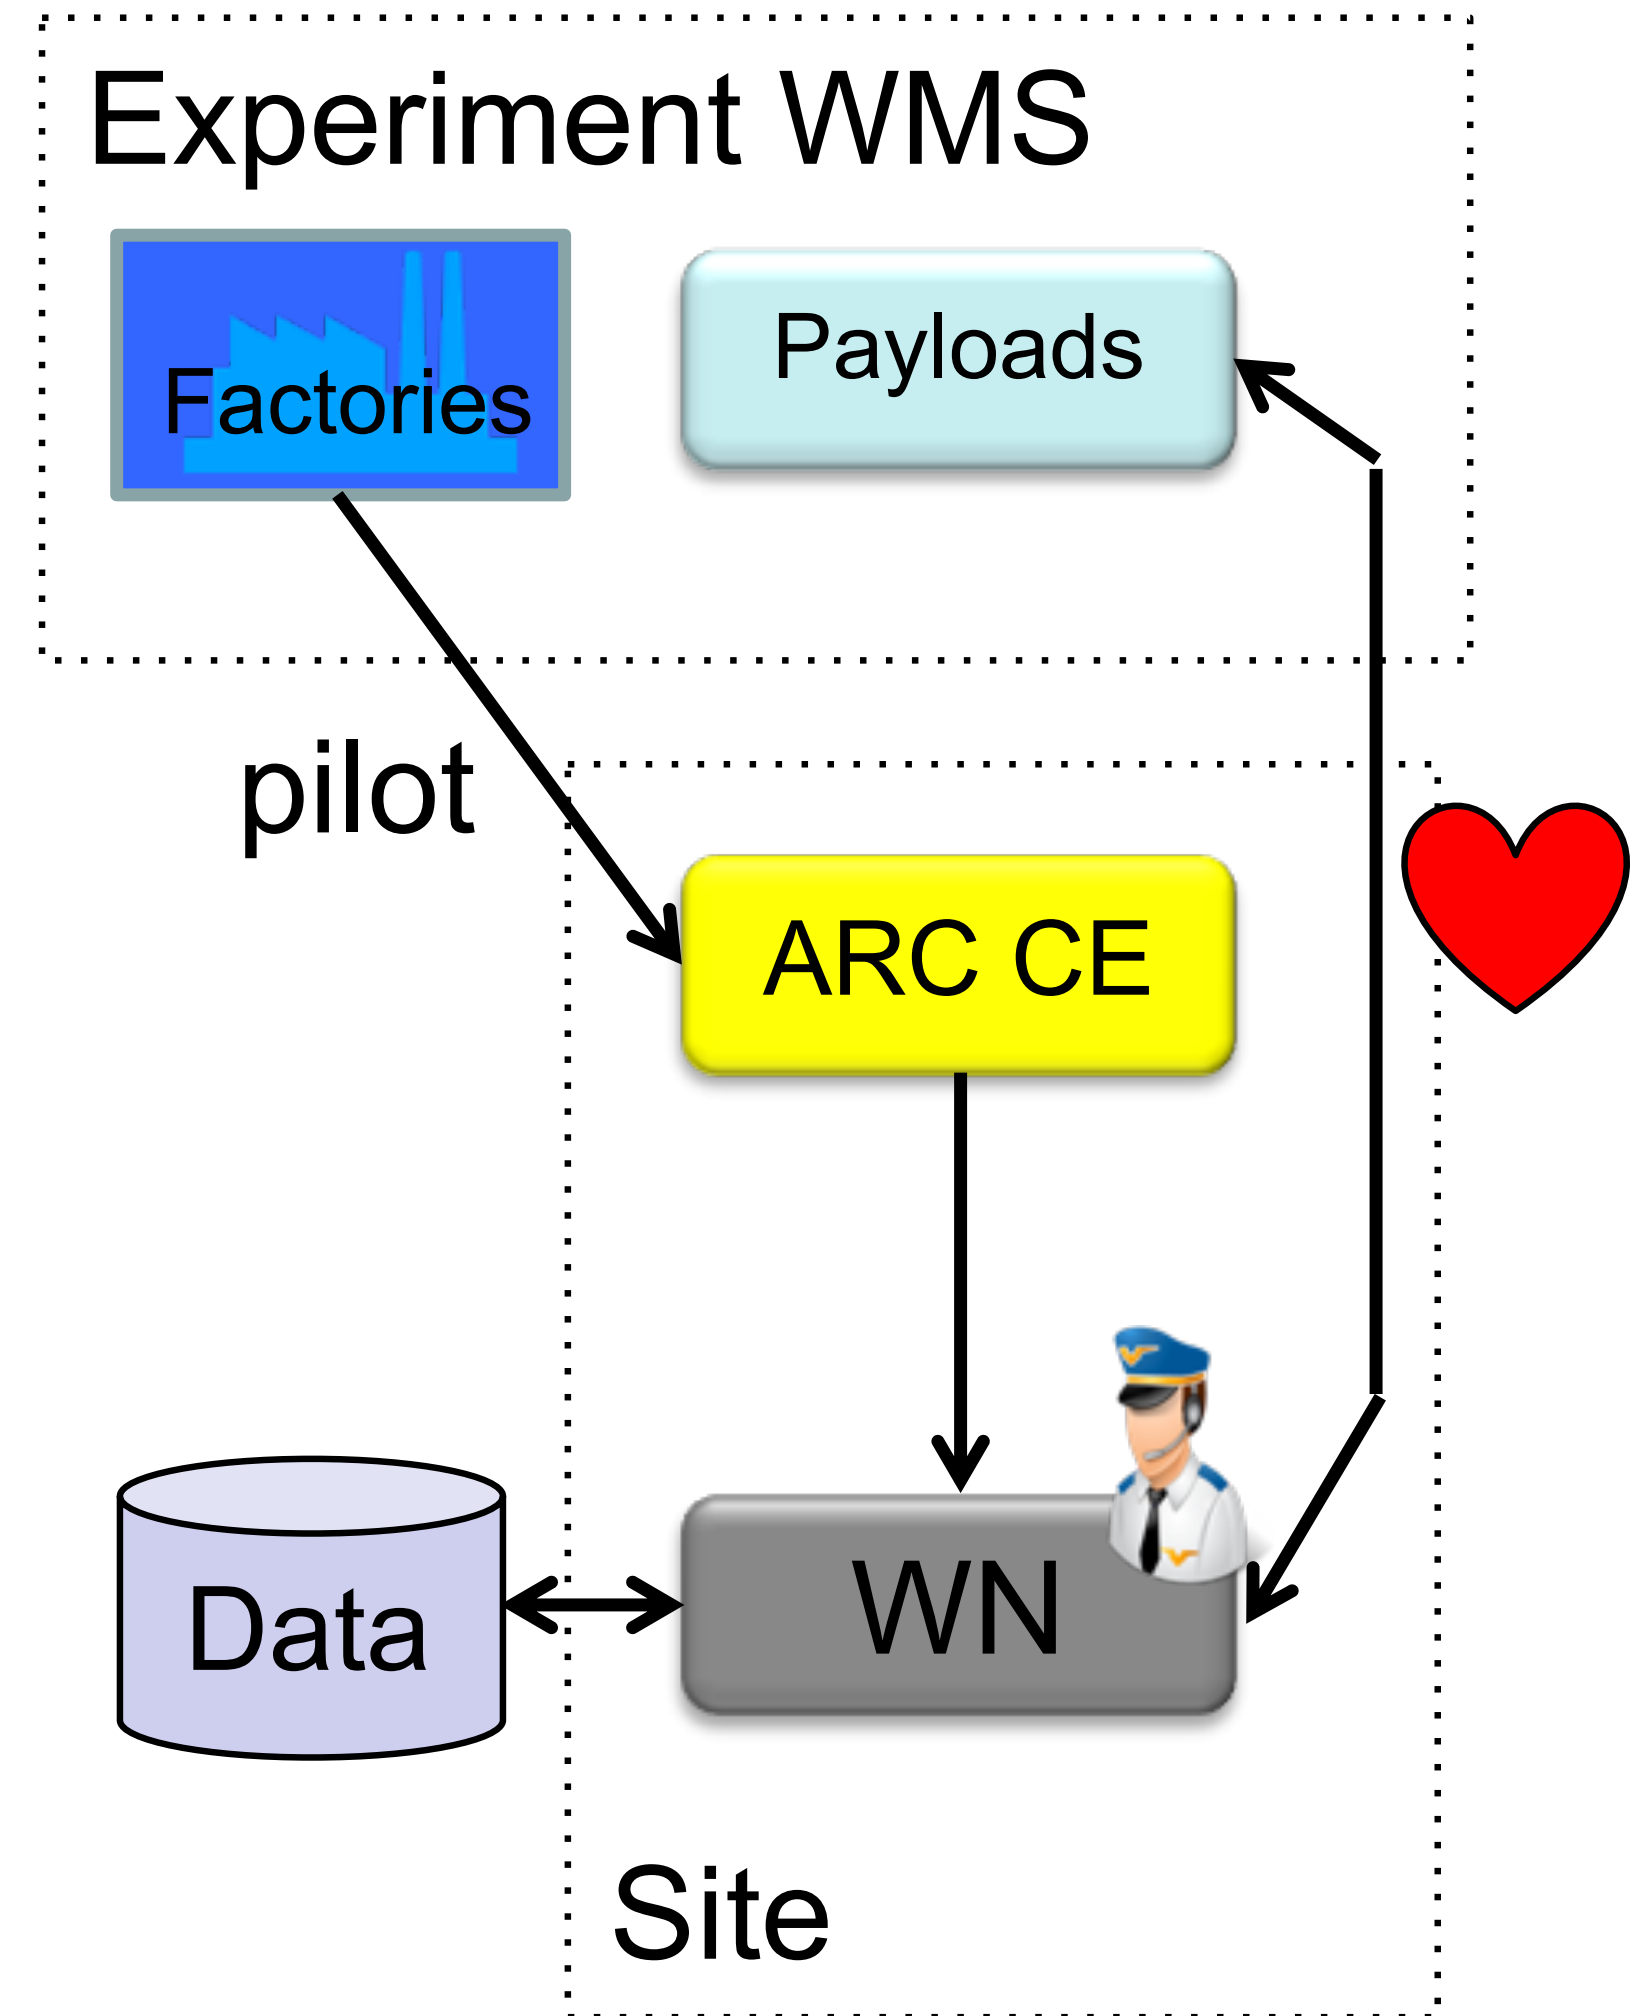 Experiment WMS
Factories
Payloads
pilot
ARC CE
Data
WN
Site